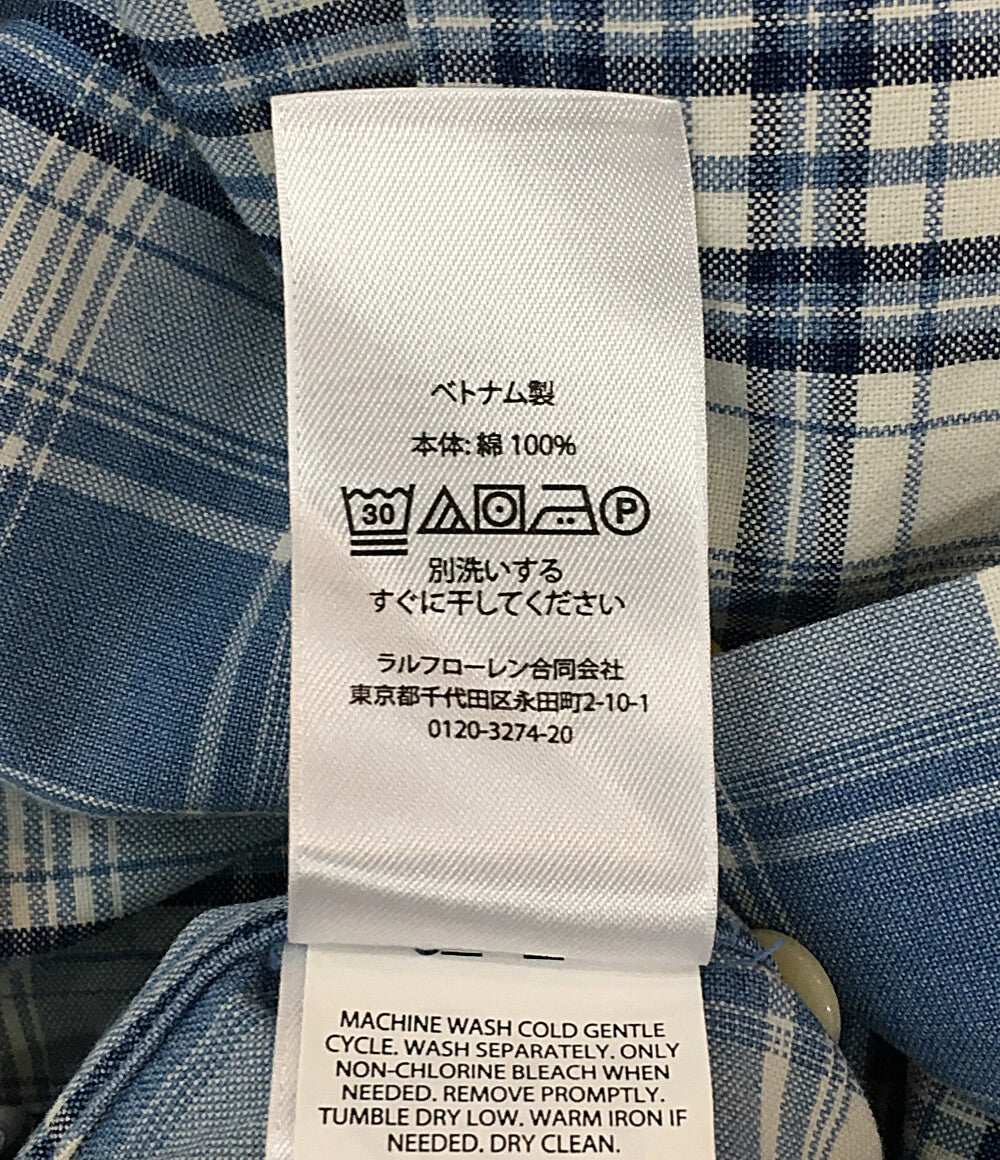 ベトナム製
本体: 綿 100%
30 P
別洗いする
すぐに干してください
ラルフローレン合同会社
東京都千代田区永田町2-10-1
0120-3274-20
MACHINE WASH COLD GENTLE
CYCLE. WASH SEPARATELY. ONLY
NON-CHLORINE BLEACH WHEN
NEEDED. REMOVE PROMPTLY.
TUMBLE DRY LOW. WARM IRON IF
NEEDED. DRY CLEAN.